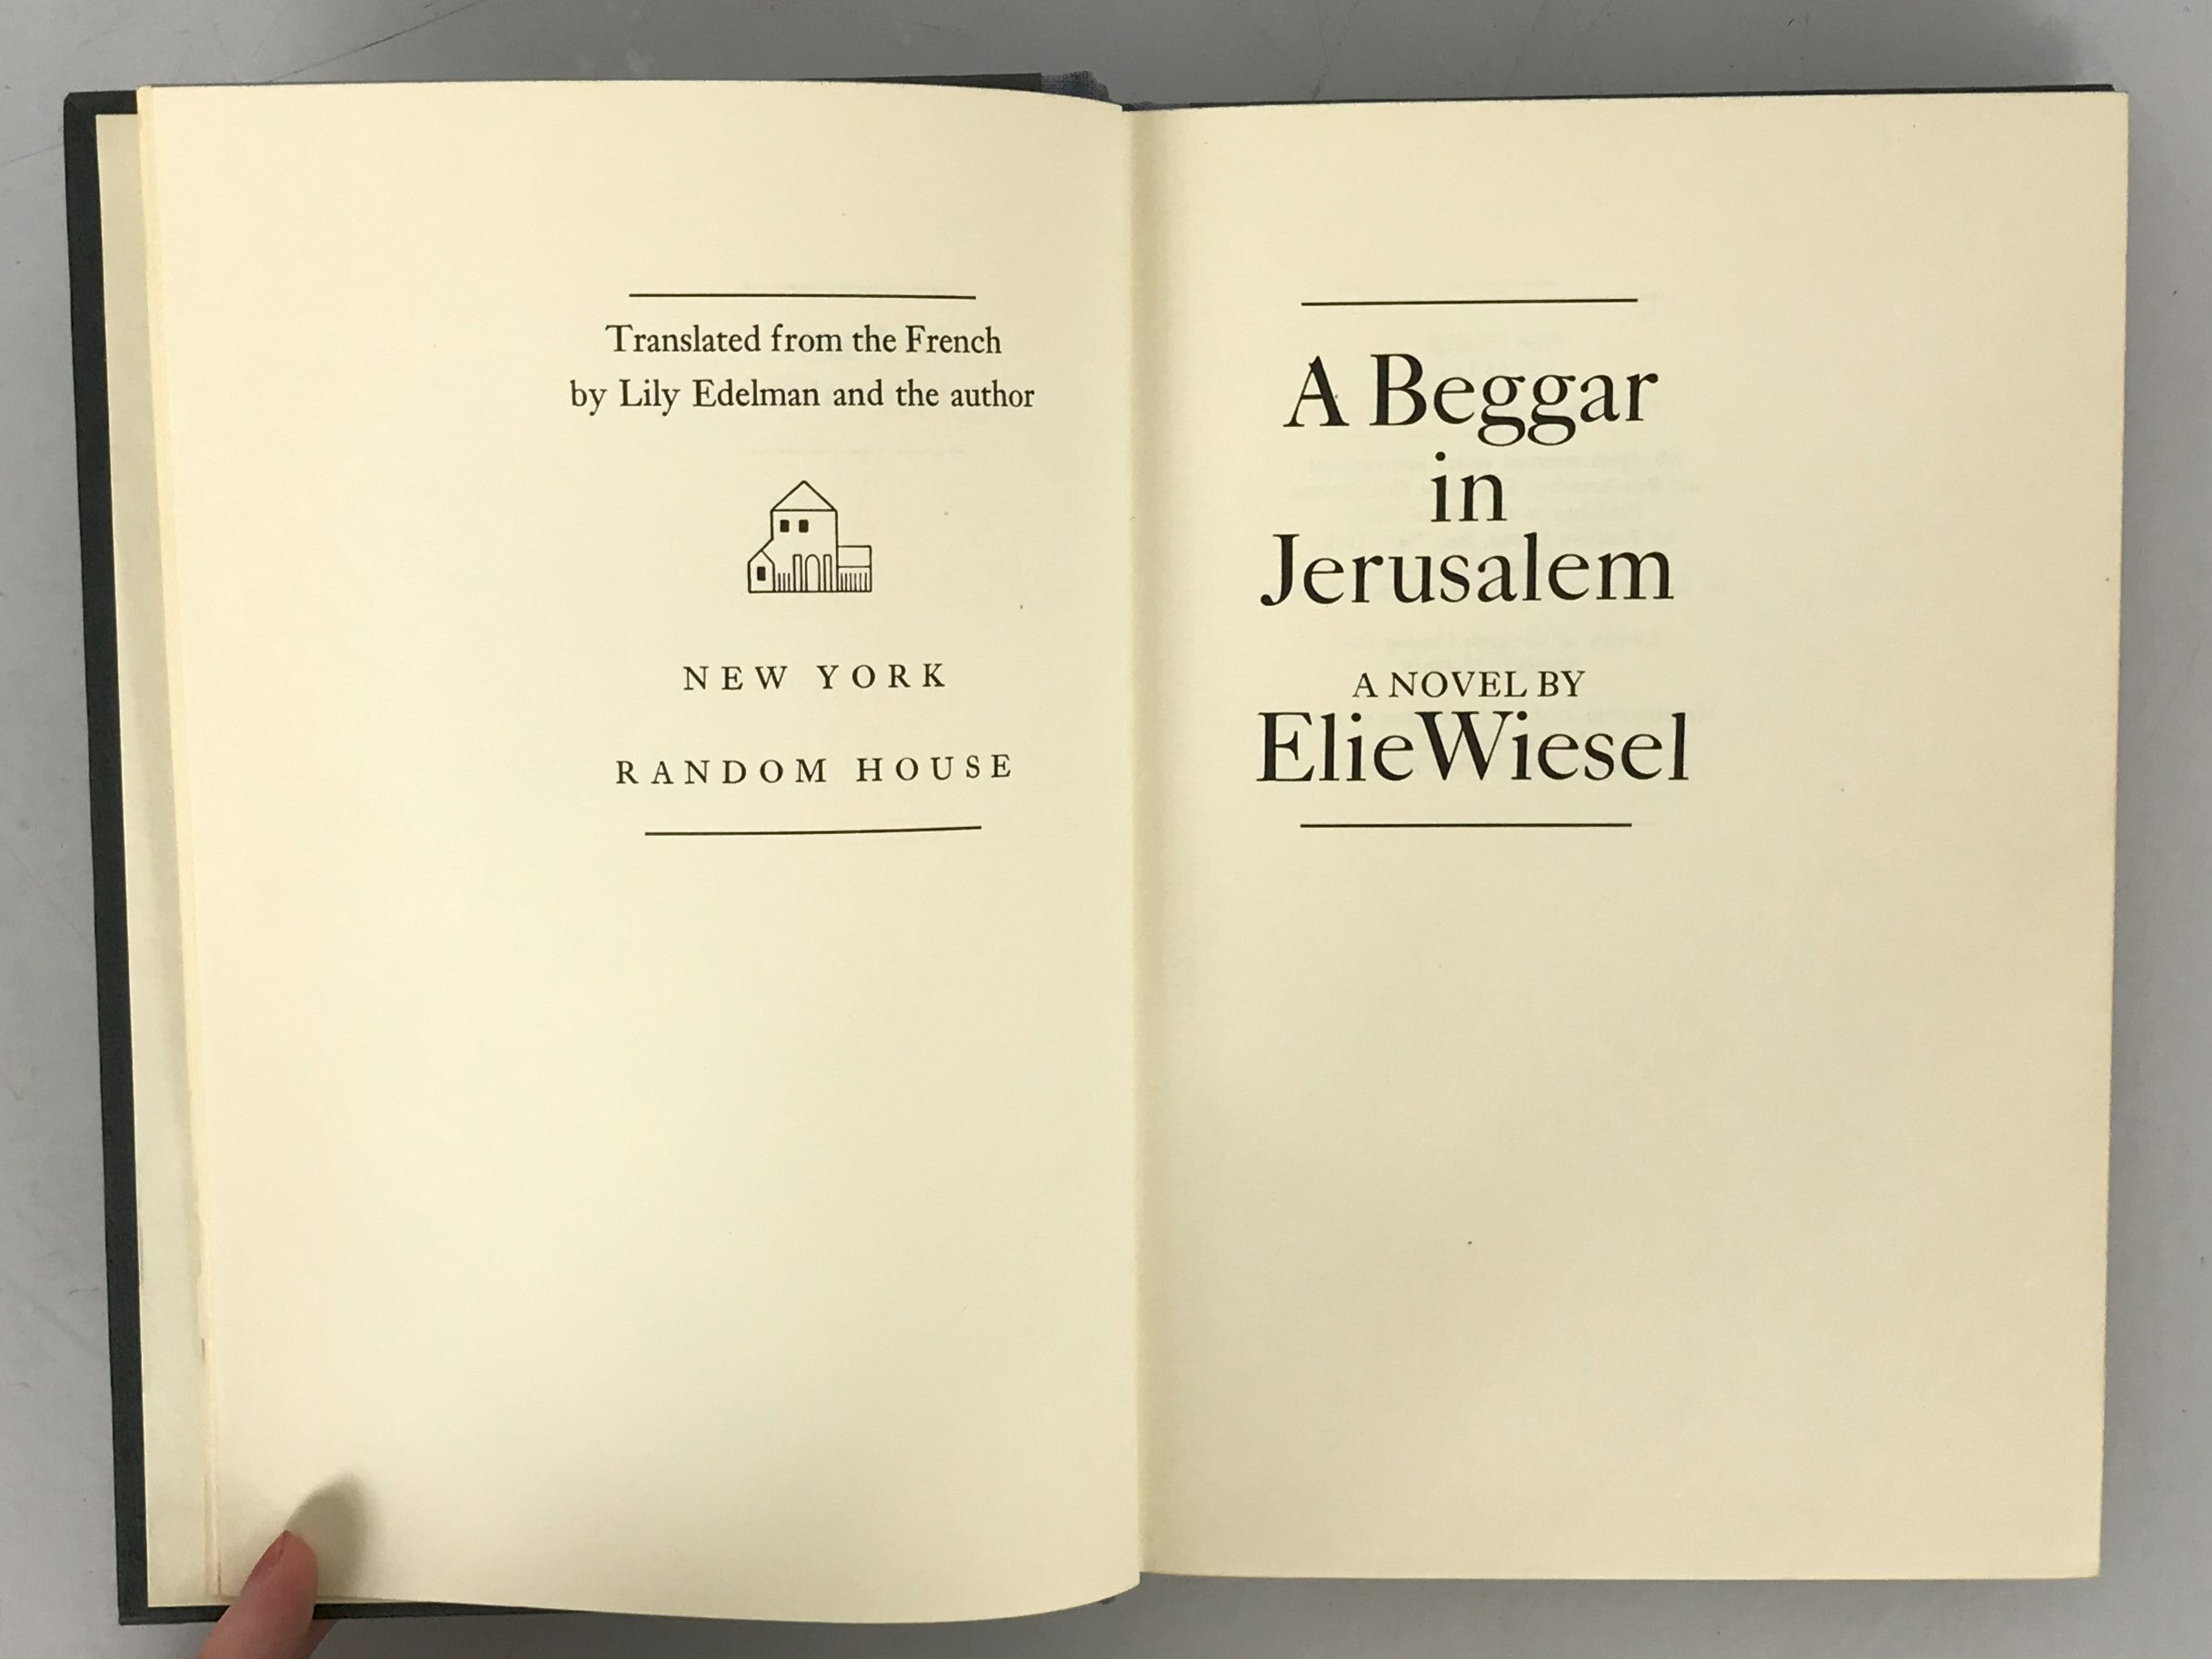 Translated from the French
by Lily Edelman and the author
NEW YORK
RANDOM HOUSE
A Beggar
in
Jerusalem
A NOVEL BY
Elie Wiesel